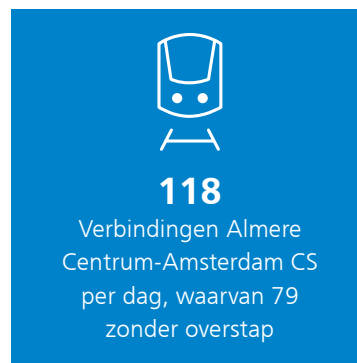 118
Verbindingen Almere
Centrum-Amsterdam CS
per dag, waarvan 79
zonder overstap